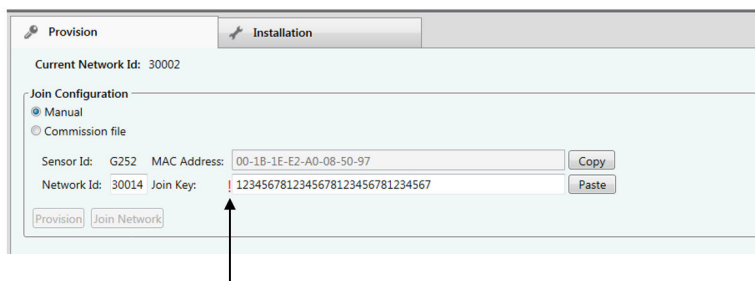 Provision Installation
Current Network Id: 30002
Join Configuration
Manual
Commission file
Sensor Id: G252 MAC Address: 00-1B-1E-E2-A0-08-50-97 Copy
Network Id: 30014 Join Key: ! 1234567812345678123456781234567 Paste
Provision Join Network